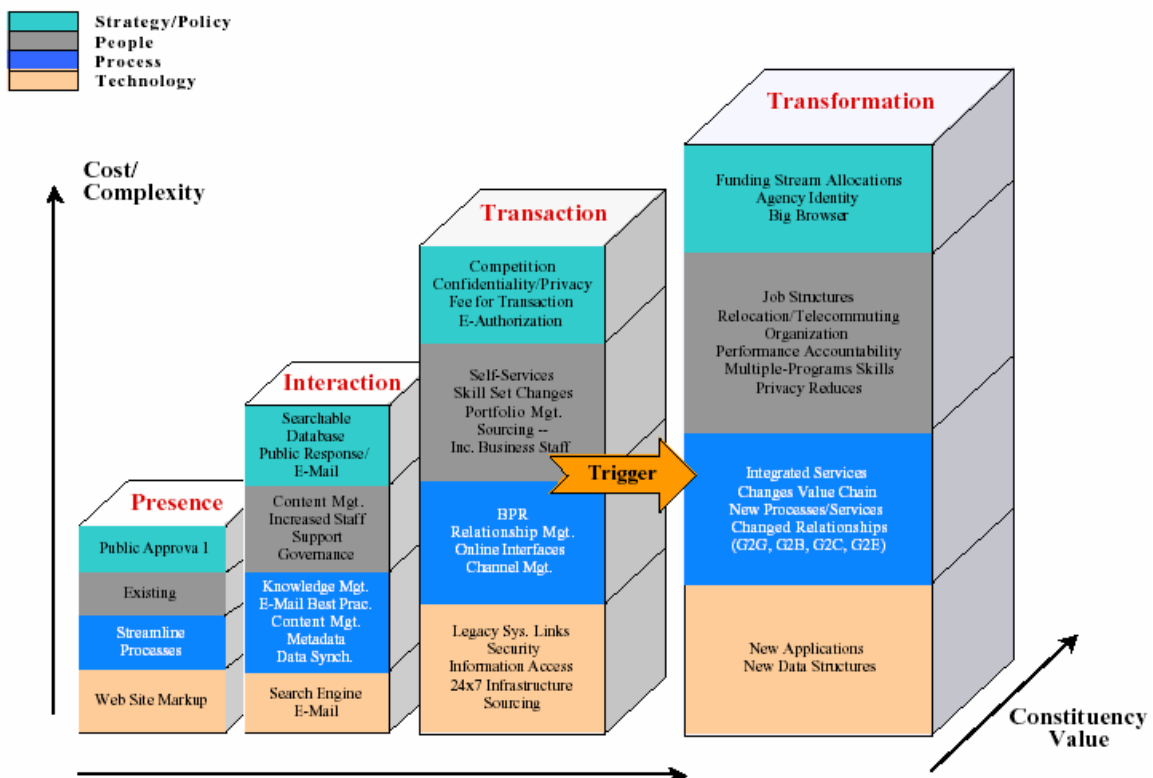 Strategy/Policy
People
Process
Technology
Cost/
Complexity
Presence
Public Approva l
Existing
Streamline
Processes
Web Site Markup
Interaction
Searchable
Database
Public Response/
E-Mail
Content Mgt.
Increased Staff
Support
Governance
Knowledge Mgt.
E-Mail Best Prac.
Content Mgt.
Metadata
Data Synch.
Search Engine
E-Mail
Transaction
Competition
Confidentiality/Privacy
Fee for Transaction
E-Authorization
Self-Services
Skill Set Changes
Portfolio Mgt.
Sourcing --
Inc. Business Staff
BPR
Relationship Mgt.
Online Interfaces
Channel Mgt.
Legacy Sys. Links
Security
Information Access
24x7 Infrastructure
Sourcing
Trigger
Transformation
Funding Stream Allocations
Agency Identity
Big Browser
Job Structures
Relocation/Telecommuting
Organization
Performance Accountability
Multiple-Programs Skills
Privacy Reduces
Integrated Services
Changes Value Chain
New Processes/Services
Changed Relationships
(G2G, G2B, G2C, G2E)
New Applications
New Data Structures
Constituency
Value